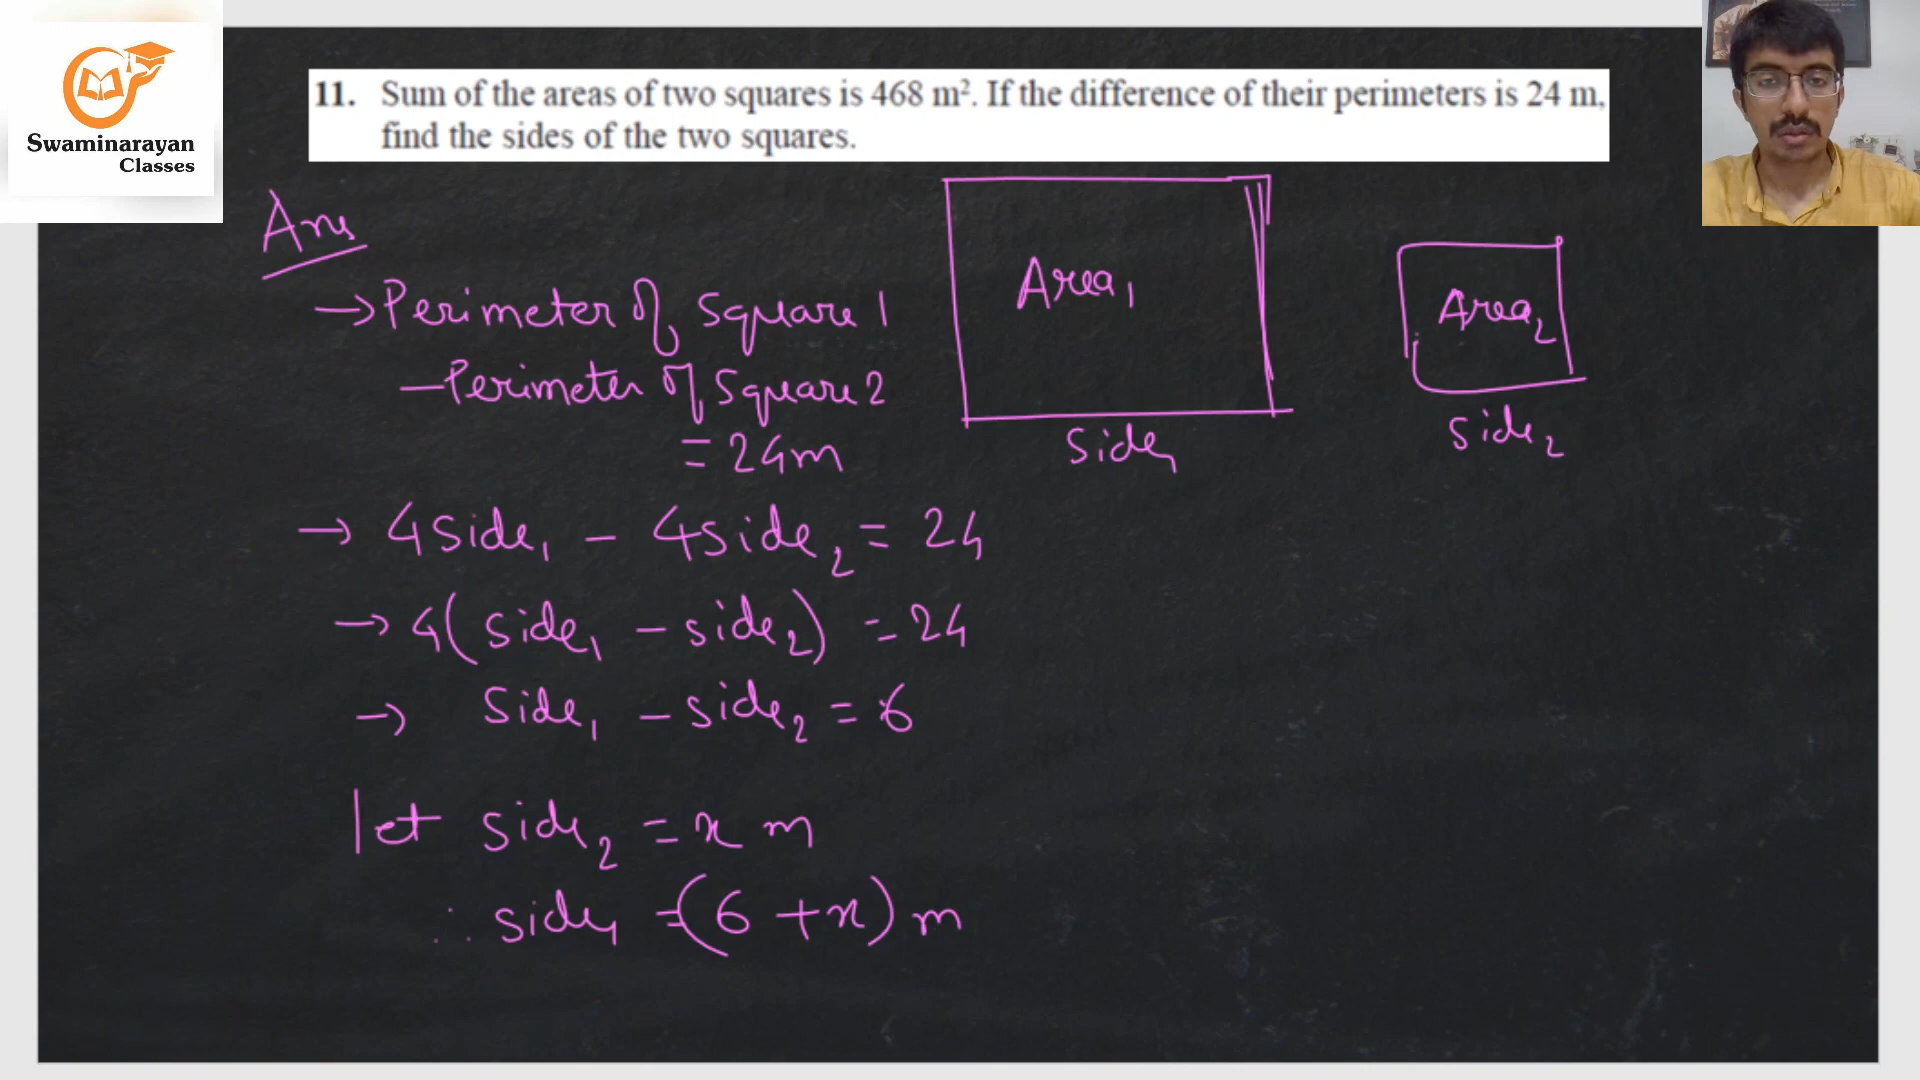 Swaminarayan
Classes
11. Sum of the areas of two squares is 468 m². If the difference of their perimeters is 24 m,
find the sides of the two squares.
Ans
→ Perimeter of square 1
– Perimeter of square 2
= 24m
Area₁
side₁
Area₂
side₂
→ 4side₁ – 4side₂ = 24
→ 4(side₁ – side₂) = 24
→ side₁ – side₂ = 6
let side₂ = x m
∴ side₁ = (6 + x) m